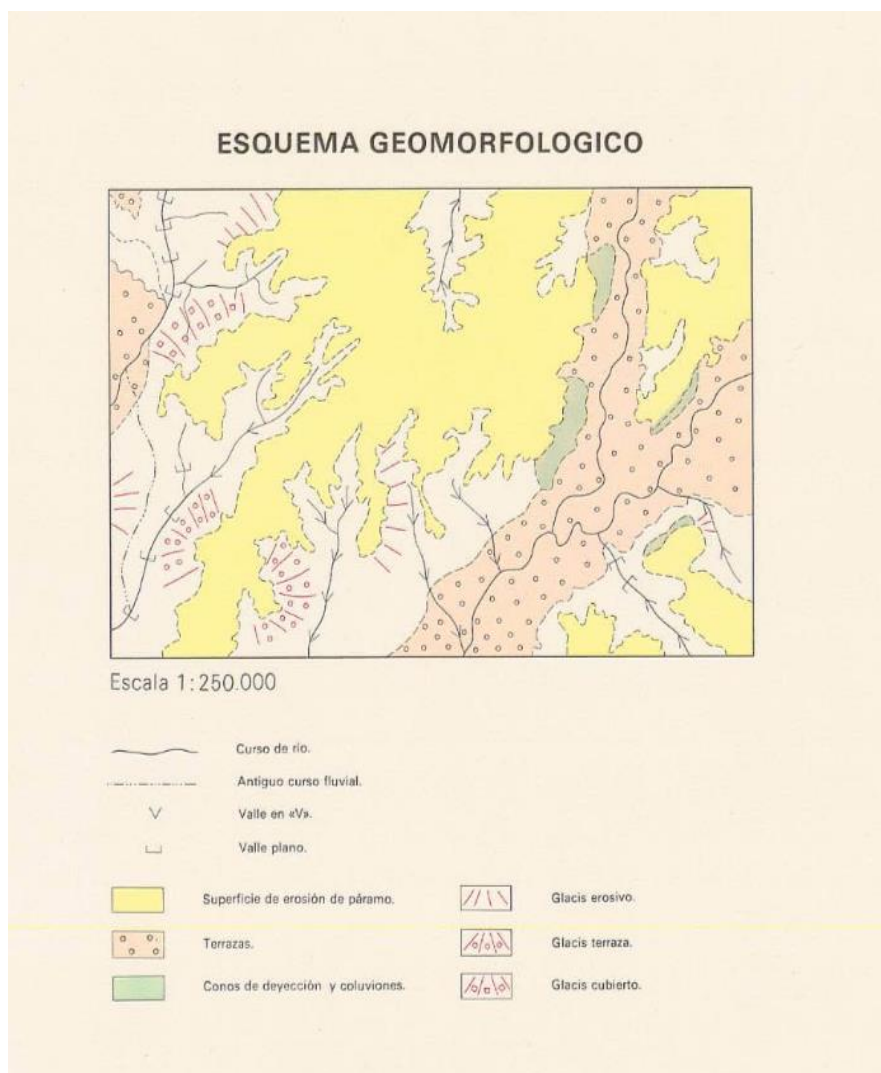 ESQUEMA GEOMORFOLOGICO
Escala 1:250.000
Curso de río.
Antiguo curso fluvial.
Valle en «V».
Valle plano.
Superficie de erosión de páramo.
Terrazas.
Conos de deyección y coluviones.
Glacis erosivo.
Glacis terraza.
Glacis cubierto.